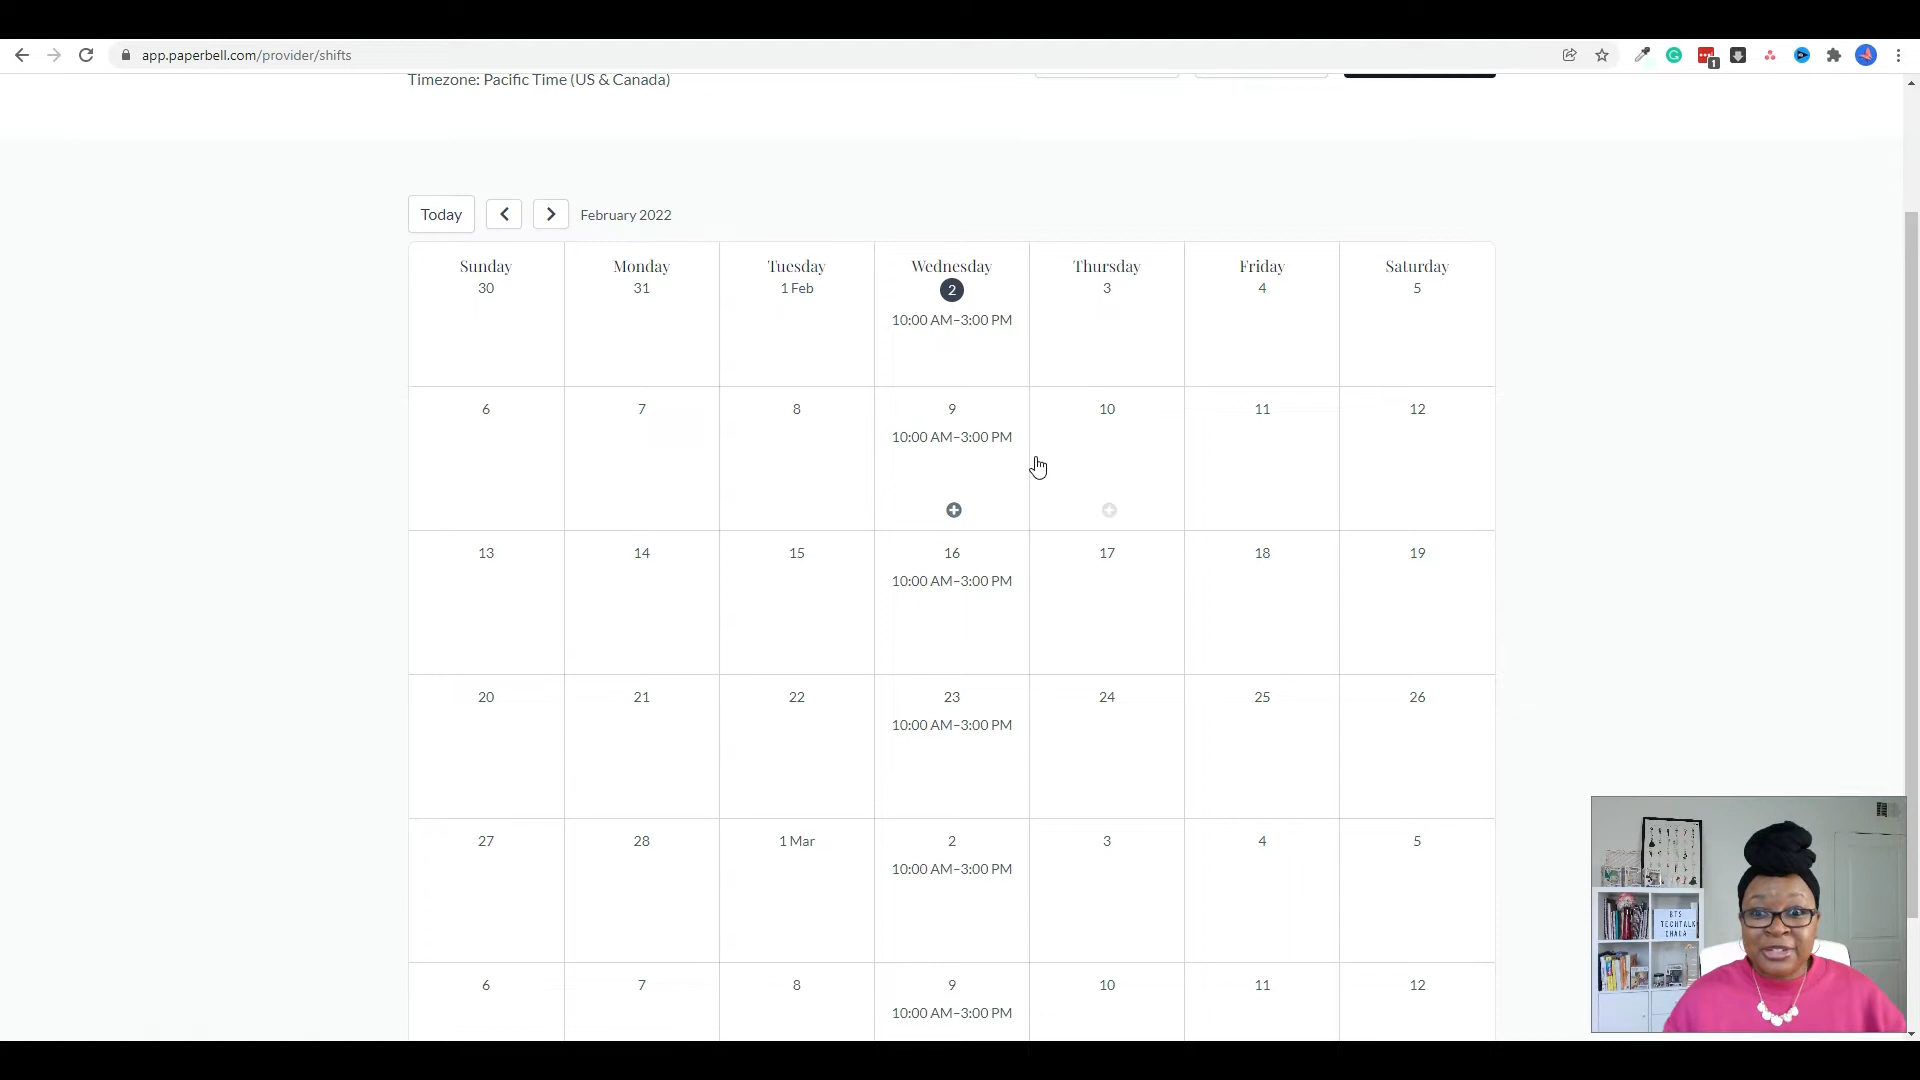 app.paperbell.com/provider/shifts
1
Timezone: Pacific Time (US & Canada)
Today
February 2022
Sunday Monday Tuesday Wednesday Thursday Friday Saturday
30 31 1 Feb 2 3 4 5
10:00 AM–3:00 PM
6 7 8 9 10 11 12
10:00 AM–3:00 PM
13 14 15 16 17 18 19
10:00 AM–3:00 PM
20 21 22 23 24 25 26
10:00 AM–3:00 PM
27 28 1 Mar 2 3 4 5
10:00 AM–3:00 PM
6 7 8 9 10 11 12
10:00 AM–3:00 PM
BTS
TECHTALK
CHAKA